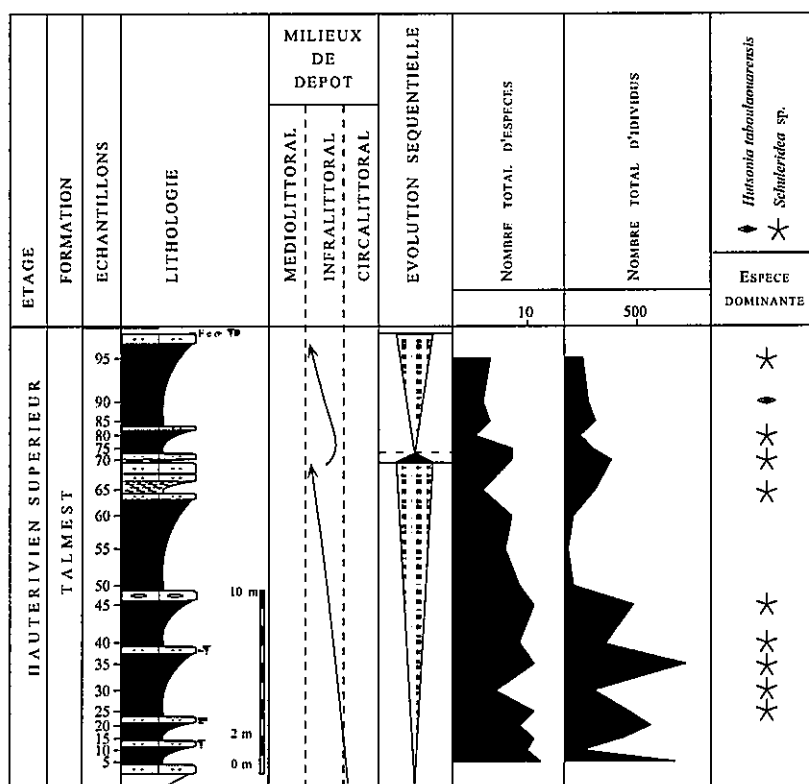 ETAGE
FORMATION
ECHANTILLONS
LITHOLOGIE
MILIEUX
DE
DEPOT
MEDIOLITTORAL
INFRALITTORAL
CIRCALITTORAL
EVOLUTION SEQUENTIELLE
NOMBRE TOTAL D'ESPECES
10
NOMBRE TOTAL D'IDIVIDUS
500
Hutsonia taboulaouarensis
Schuleridea sp.
ESPECE
DOMINANTE
HAUTERIVIEN SUPERIEUR
TALMEST
95
90
85
80
75
70
65
60
55
50
45
40
35
30
25
20
15
10
5
10 m
2 m
0 m